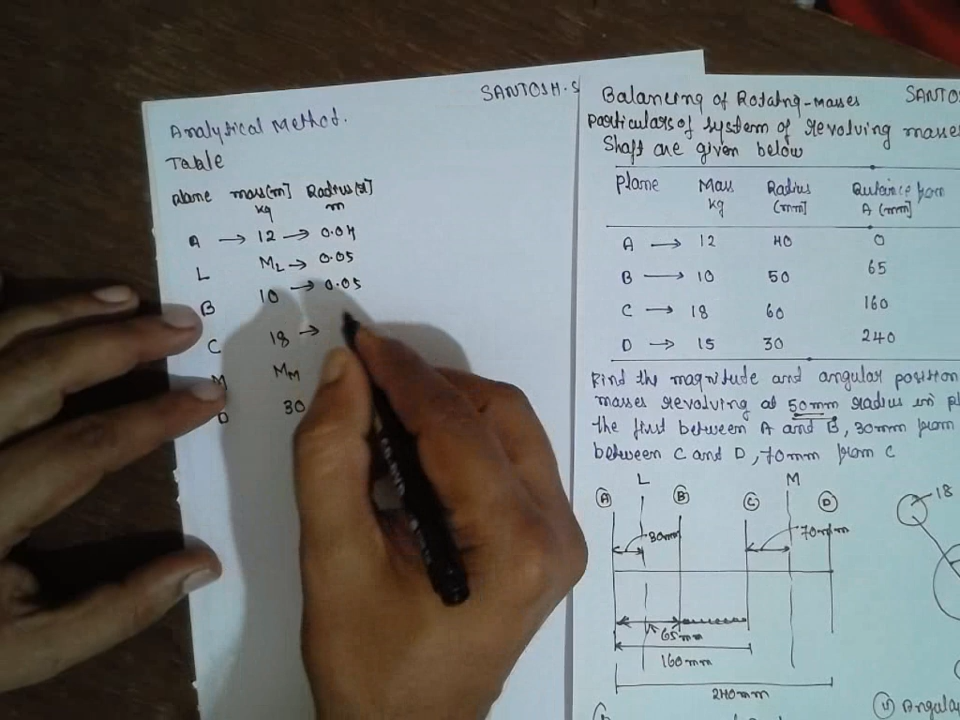 SANTOSH.S
Analytical Method.
Table
Plane mass[m] Radius[r]
kg m
A → 12 → 0.04
L ML → 0.05
B 10 → 0.05
C 18 →
M MM
D 30
Balancing of Rotating-masses SANTOS
particulars of system of revolving masses
Shaft are given below
Plane Mass Radius Distance from
kg [mm] A [mm]
A → 12 40 0
B → 10 50 65
C → 18 60 160
D → 15 30 240
Find the magnitude and angular position
masses revolving at 50mm radius in pl
the first between A and B, 30mm from
between C and D, 70mm from C
L M
A B C D
30mm 70mm
65mm
160mm
240mm
18
(ii) Angular